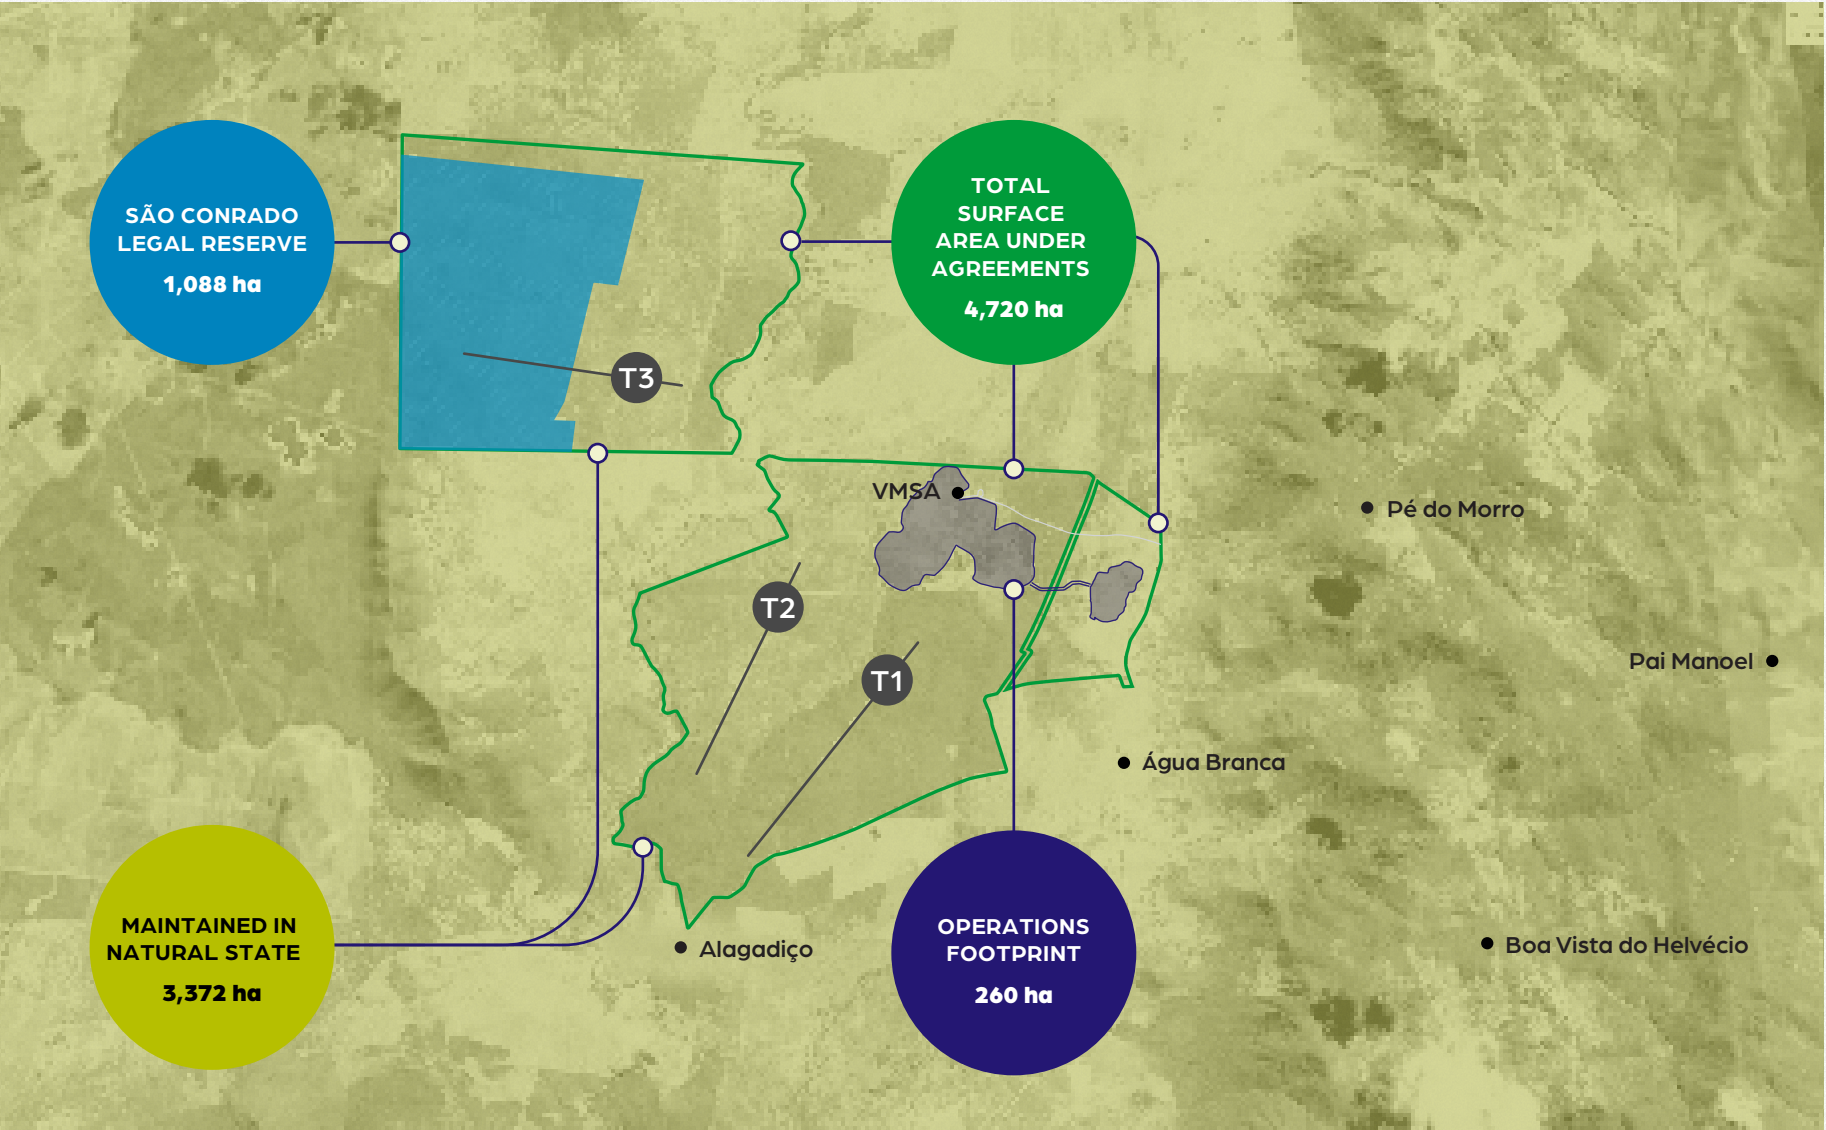 SÃO CONRADO
LEGAL RESERVE
1,088 ha
TOTAL
SURFACE
AREA UNDER
AGREEMENTS
4,720 ha
T3
VMSA
Pé do Morro
T2
T1
Pai Manoel
Água Branca
MAINTAINED IN
NATURAL STATE
3,372 ha
Alagadiço
OPERATIONS
FOOTPRINT
260 ha
Boa Vista do Helvécio